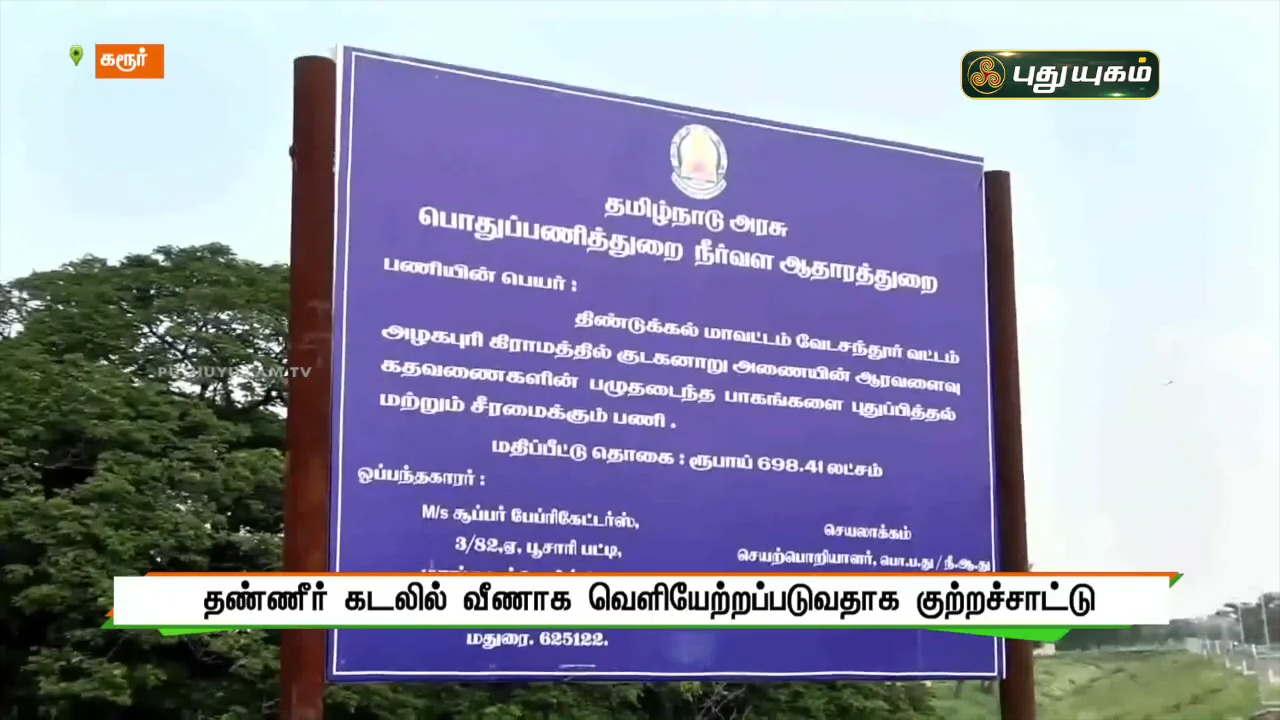 கரூர்
புதுயுகம்
தமிழ்நாடு அரசு
பொதுப்பணித்துறை நீர்வள ஆதாரத்துறை
பணியின் பெயர் :
திண்டுக்கல் மாவட்டம் வேடசந்தூர் வட்டம்
அழகபுரி கிராமத்தில் குடகனாறு அணையின் ஆரவளைவு
கதவணைகளின் பழுதடைந்த பாகங்களை புதுப்பித்தல்
மற்றும் சீரமைக்கும் பணி .
மதிப்பீட்டு தொகை : ரூபாய் 698.41 லட்சம்
ஒப்பந்தகாரர் :
M/s சூப்பர் பேப்ரிகேட்டர்ஸ்,
செயலாக்கம்
3/82,ஏ, பூசாரி பட்டி,
செயற்பொறியாளர், பொ.ப.து / நீ.ஆ.து
தண்ணீர் கடலில் வீணாக வெளியேற்றப்படுவதாக குற்றச்சாட்டு
மதுரை. 625122.